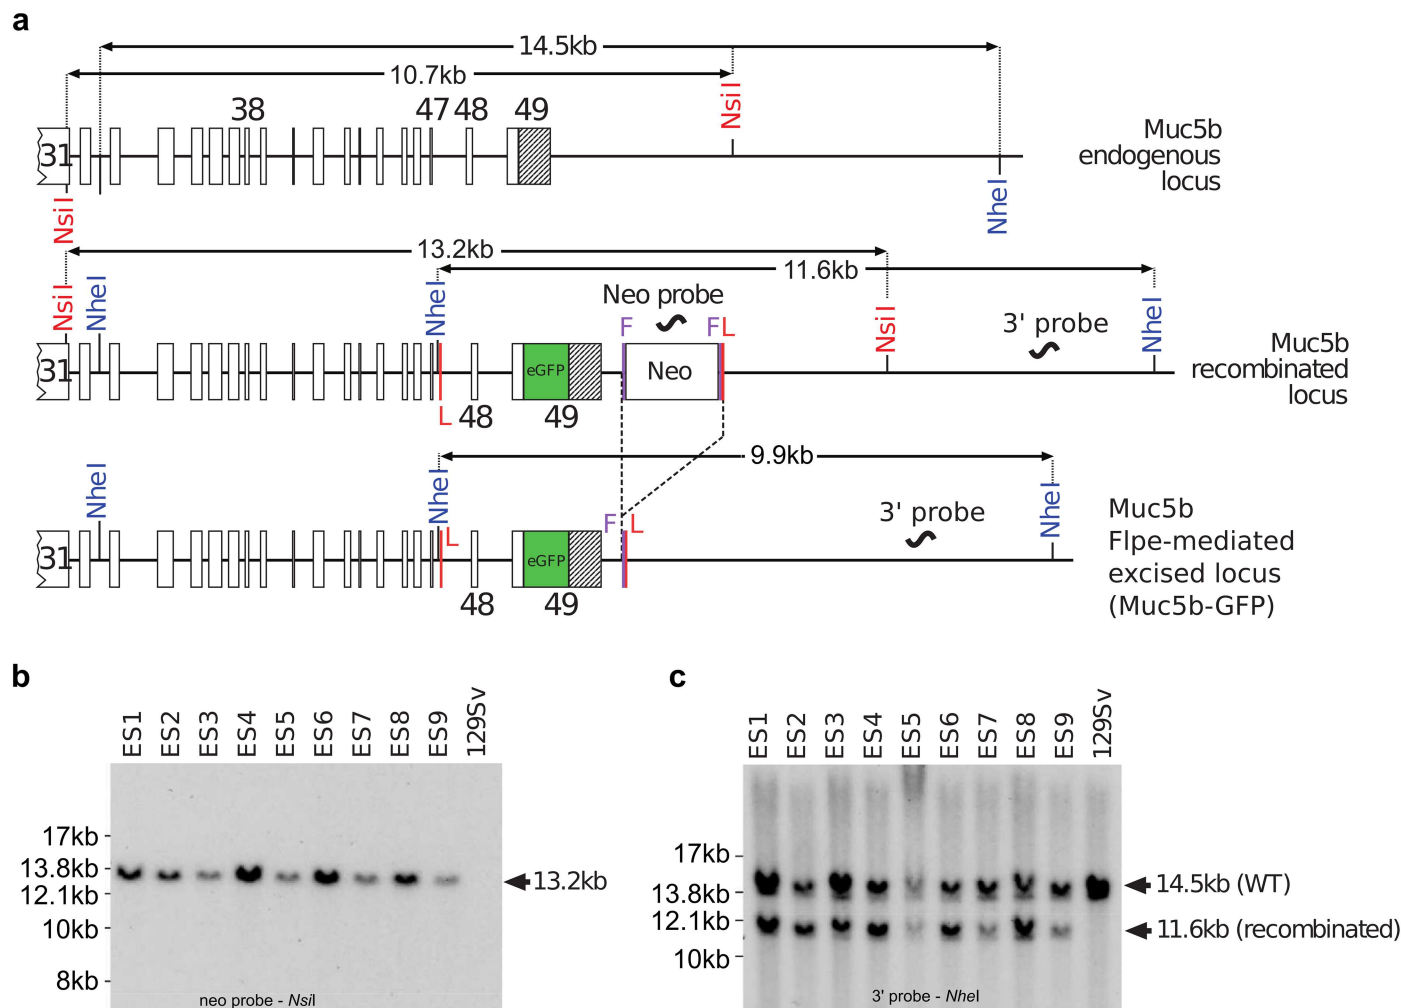 a
14.5kb
10.7kb
38
47 48
49
NsiI
31
Muc5b
endogenous
locus
NsiI
NheI
13.2kb
11.6kb
NsiI
NheI
NheI
Neo probe
F
F L
NsiI
3' probe
NheI
31
eGFP
Neo
Muc5b
recombinated
locus
L 48
49
9.9kb
NheI
NheI
L
F L
3' probe
NheI
31
eGFP
48
49
Muc5b
Flpe-mediated
excised locus
(Muc5b-GFP)
b
ES1 ES2 ES3 ES4 ES5 ES6 ES7 ES8 ES9 129Sv
17kb
13.8kb
12.1kb
10kb
8kb
13.2kb
neo probe - NsiI
c
ES1 ES2 ES3 ES4 ES5 ES6 ES7 ES8 ES9 129Sv
17kb
13.8kb
12.1kb
10kb
14.5kb (WT)
11.6kb (recombinated)
3' probe - NheI